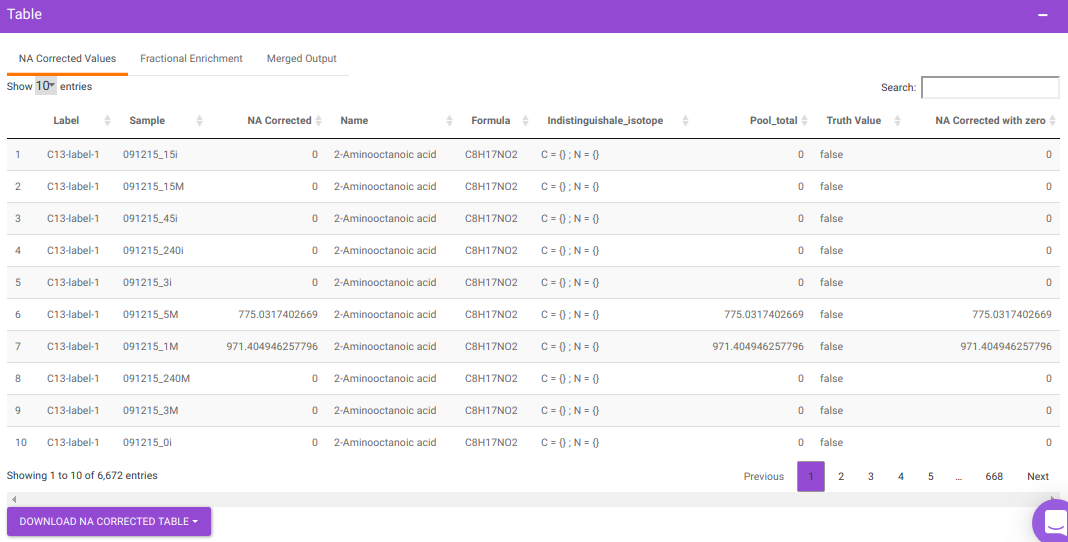 Table
NA Corrected Values Fractional Enrichment Merged Output
Show 10 entries Search:
Label Sample NA Corrected Name Formula Indistinguishale_isotope Pool_total Truth Value NA Corrected with zero
1 C13-label-1 091215_15i 0 2-Aminooctanoic acid C8H17NO2 C = {} ; N = {} 0 false 0
2 C13-label-1 091215_15M 0 2-Aminooctanoic acid C8H17NO2 C = {} ; N = {} 0 false 0
3 C13-label-1 091215_45i 0 2-Aminooctanoic acid C8H17NO2 C = {} ; N = {} 0 false 0
4 C13-label-1 091215_240i 0 2-Aminooctanoic acid C8H17NO2 C = {} ; N = {} 0 false 0
5 C13-label-1 091215_3i 0 2-Aminooctanoic acid C8H17NO2 C = {} ; N = {} 0 false 0
6 C13-label-1 091215_5M 775.0317402669 2-Aminooctanoic acid C8H17NO2 C = {} ; N = {} 775.0317402669 false 775.0317402669
7 C13-label-1 091215_1M 971.404946257796 2-Aminooctanoic acid C8H17NO2 C = {} ; N = {} 971.404946257796 false 971.404946257796
8 C13-label-1 091215_240M 0 2-Aminooctanoic acid C8H17NO2 C = {} ; N = {} 0 false 0
9 C13-label-1 091215_3M 0 2-Aminooctanoic acid C8H17NO2 C = {} ; N = {} 0 false 0
10 C13-label-1 091215_0i 0 2-Aminooctanoic acid C8H17NO2 C = {} ; N = {} 0 false 0
Showing 1 to 10 of 6,672 entries Previous 1 2 3 4 5 ... 668 Next
DOWNLOAD NA CORRECTED TABLE